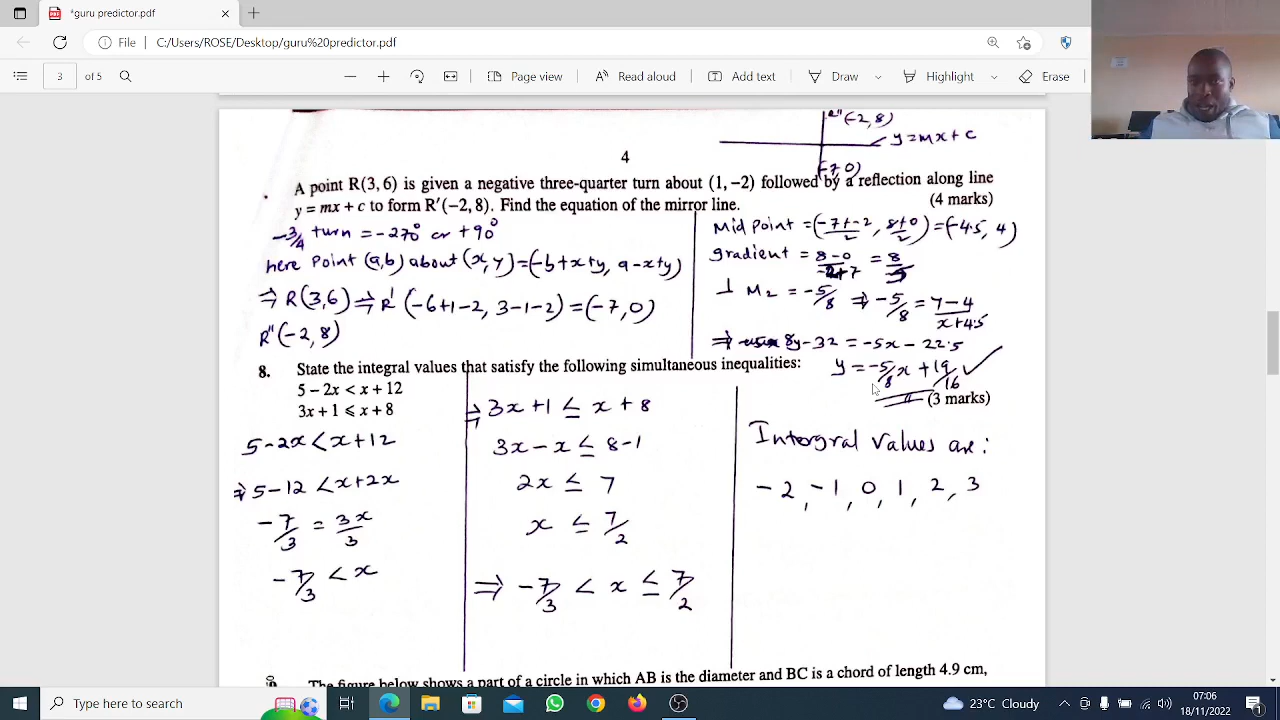 *guru predictor.pdf
File C:/Users/ROSE/Desktop/guru%20predictor.pdf
3 of 5 Page view Read aloud Add text Draw Highlight Erase
R"(-2, 8)
y = mx + c
(-7, 0)
4
A point R(3, 6) is given a negative three-quarter turn about (1, −2) followed by a reflection along line
y = mx + c to form R′(−2, 8). Find the equation of the mirror line. (4 marks)
-3/4 turn = -270° or +90°
here Point (a,b) about (x, y) = (-b+x+y, a-x+y)
⇒ R(3,6) ⇒ R' (-6+1-2, 3-1-2) = (-7, 0)
R"(-2, 8)
Mid Point = (-7+-2/2, 8+0/2) = (-4.5, 4)
gradient = 8-0/-2+7 = 8/5
⊥ M2 = -5/8 ⇒ -5/8 = y-4/x+4.5
⇒ 8y-32 = -5x - 22.5
y = -5/8 x + 19/16 ✓
8. State the integral values that satisfy the following simultaneous inequalities:
5 − 2x < x + 12
3x + 1 ⩽ x + 8 (3 marks)
5-2x < x+12
⇒ 5-12 < x+2x
-7/3 = 3x/3
-7/3 < x
⇒ 3x+1 ≤ x + 8
3x - x ≤ 8-1
2x ≤ 7
x ≤ 7/2
⇒ -7/3 < x ≤ 7/2
Intergral values are:
-2, -1, 0, 1, 2, 3
The figure below shows a part of a circle in which AB is the diameter and BC is a chord of length 4.9 cm,
Type here to search
23°C Cloudy
07:06
18/11/2022